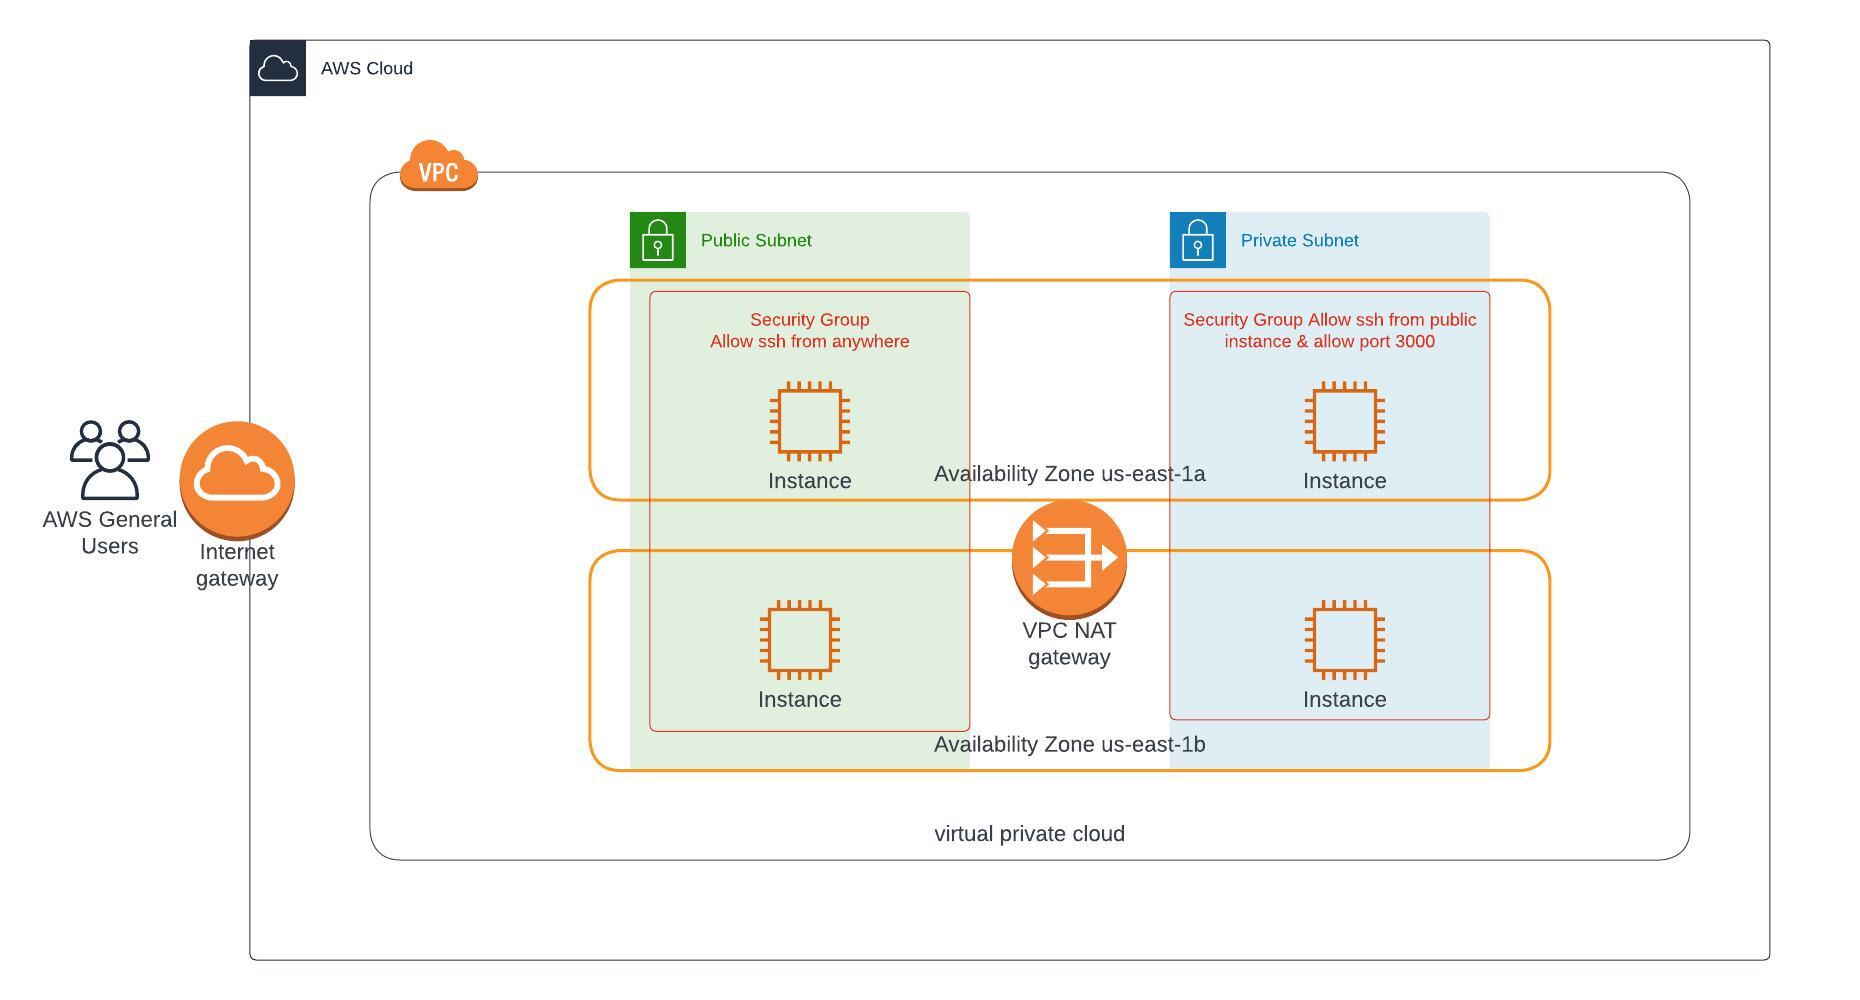 AWS Cloud
VPC
Public Subnet
Private Subnet
Security Group
Allow ssh from anywhere
Security Group Allow ssh from public
instance & allow port 3000
Instance
Availability Zone us-east-1a
Instance
AWS General
Users
Internet
gateway
VPC NAT
gateway
Instance
Instance
Availability Zone us-east-1b
virtual private cloud